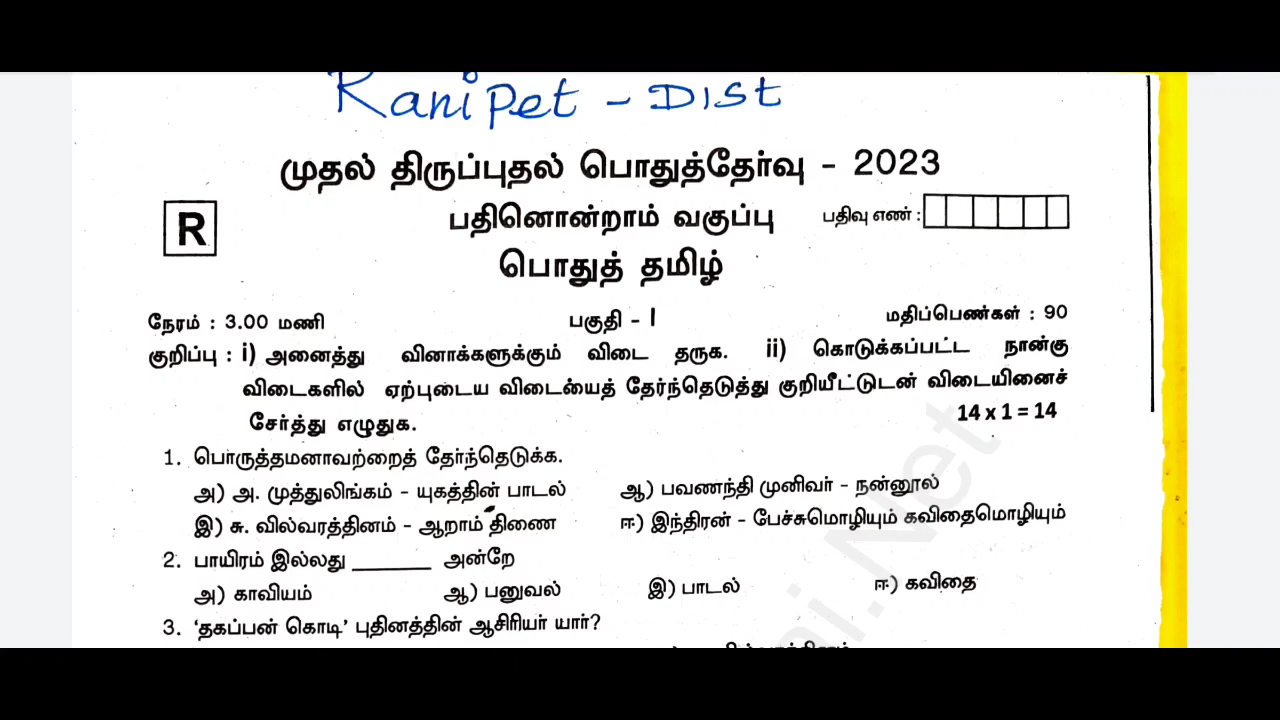 Ranipet - DIST
முதல் திருப்புதல் பொதுத்தேர்வு - 2023
R
பதினொன்றாம் வகுப்பு
பதிவு எண் :
பொதுத் தமிழ்
நேரம் : 3.00 மணி பகுதி - I மதிப்பெண்கள் : 90
குறிப்பு : i) அனைத்து வினாக்களுக்கும் விடை தருக. ii) கொடுக்கப்பட்ட நான்கு
விடைகளில் ஏற்புடைய விடையைத் தேர்ந்தெடுத்து குறியீட்டுடன் விடையினைச்
சேர்த்து எழுதுக. 14 x 1 = 14
1. பொருத்தமனாவற்றைத் தேர்ந்தெடுக்க.
அ) அ. முத்துலிங்கம் - யுகத்தின் பாடல் ஆ) பவணந்தி முனிவர் - நன்னூல்
இ) சு. வில்வரத்தினம் - ஆறாம் திணை ஈ) இந்திரன் - பேச்சுமொழியும் கவிதைமொழியும்
2. பாயிரம் இல்லது ________ அன்றே
அ) காவியம் ஆ) பனுவல் இ) பாடல் ஈ) கவிதை
3. 'தகப்பன் கொடி' புதினத்தின் ஆசிரியர் யார்?